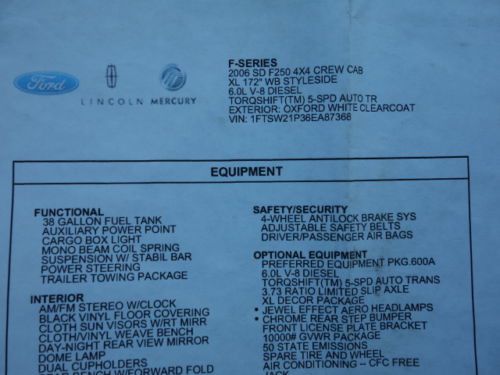 F-SERIES
2006 SD F250 4X4 CREW CAB
XL 172" WB STYLESIDE
6.0L V-8 DIESEL
TORQSHIFT(TM) 5-SPD AUTO TR
EXTERIOR: OXFORD WHITE CLEARCOAT
VIN: 1FTSW21P36EA87368
Ford
LINCOLN MERCURY
EQUIPMENT
FUNCTIONAL
38 GALLON FUEL TANK
AUXILIARY POWER POINT
CARGO BOX LIGHT
MONO BEAM COIL SPRING
SUSPENSION W/ STABIL BAR
POWER STEERING
TRAILER TOWING PACKAGE
INTERIOR
AM/FM STEREO W/CLOCK
BLACK VINYL FLOOR COVERING
CLOTH SUN VISORS W/RT MIRR
CLOTH/VINYL WEAVE BENCH
DAY-NIGHT REAR VIEW MIRROR
DOME LAMP
DUAL CUPHOLDERS
BENCH W/FORWARD FOLD
SAFETY/SECURITY
4-WHEEL ANTILOCK BRAKE SYS
ADJUSTABLE SAFETY BELTS
DRIVER/PASSENGER AIR BAGS
OPTIONAL EQUIPMENT
PREFERRED EQUIPMENT PKG.600A
6.0L V-8 DIESEL
TORQSHIFT(TM) 5-SPD AUTO TRANS
3.73 RATIO LIMITED SLIP AXLE
XL DECOR PACKAGE
• JEWEL EFFECT AERO HEADLAMPS
• CHROME REAR STEP BUMPER
FRONT LICENSE PLATE BRACKET
10000# GVWR PACKAGE
50 STATE EMISSIONS
SPARE TIRE AND WHEEL
AIR CONDITIONING -- CFC FREE
JACK